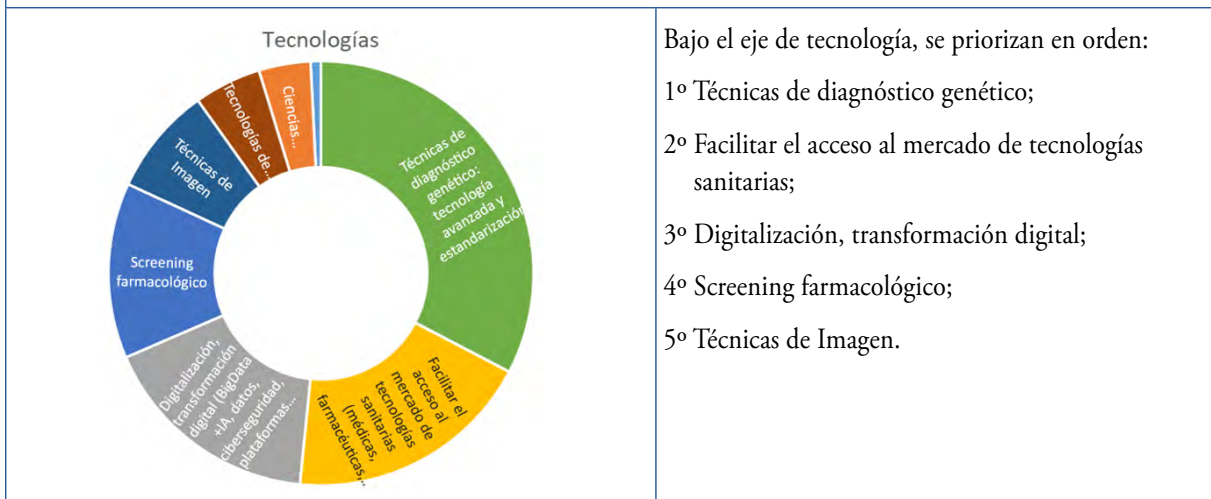 Tecnologías
Técnicas de
diagnóstico
genético:
tecnología
avanzada y
estandarización
Facilitar el
acceso al
mercado de
tecnologías
sanitarias
(médicas,
farmacéuticas,...
Digitalización,
transformación
digital (BigData
+IA, datos,
ciberseguridad,
plataformas...
Screening
farmacológico
Técnicas de
Imagen
Tecnologías de...
Ciencias...
Bajo el eje de tecnología, se priorizan en orden:
1º Técnicas de diagnóstico genético;
2º Facilitar el acceso al mercado de tecnologías
sanitarias;
3º Digitalización, transformación digital;
4º Screening farmacológico;
5º Técnicas de Imagen.